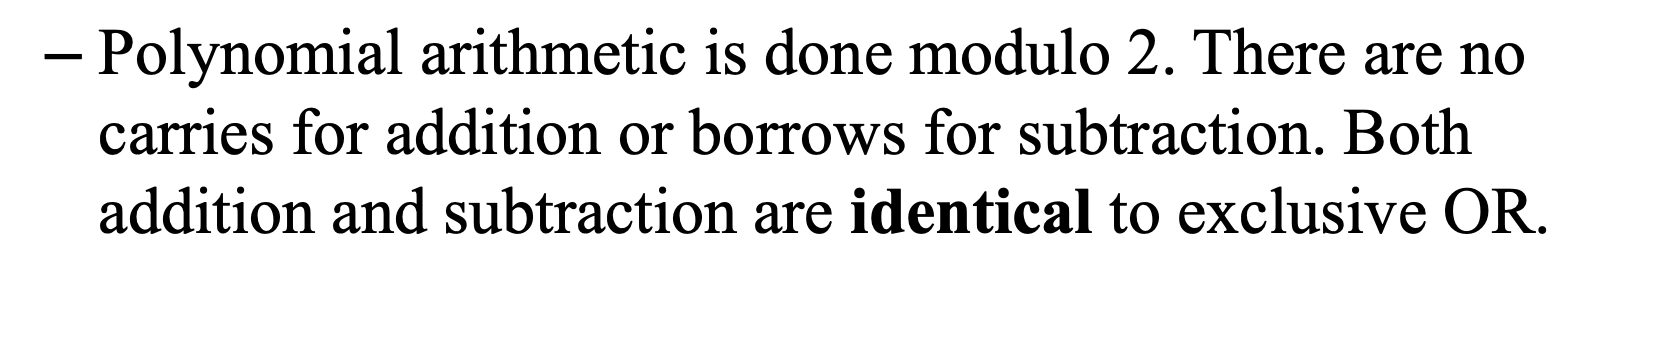 – Polynomial arithmetic is done modulo 2. There are no
carries for addition or borrows for subtraction. Both
addition and subtraction are identical to exclusive OR.